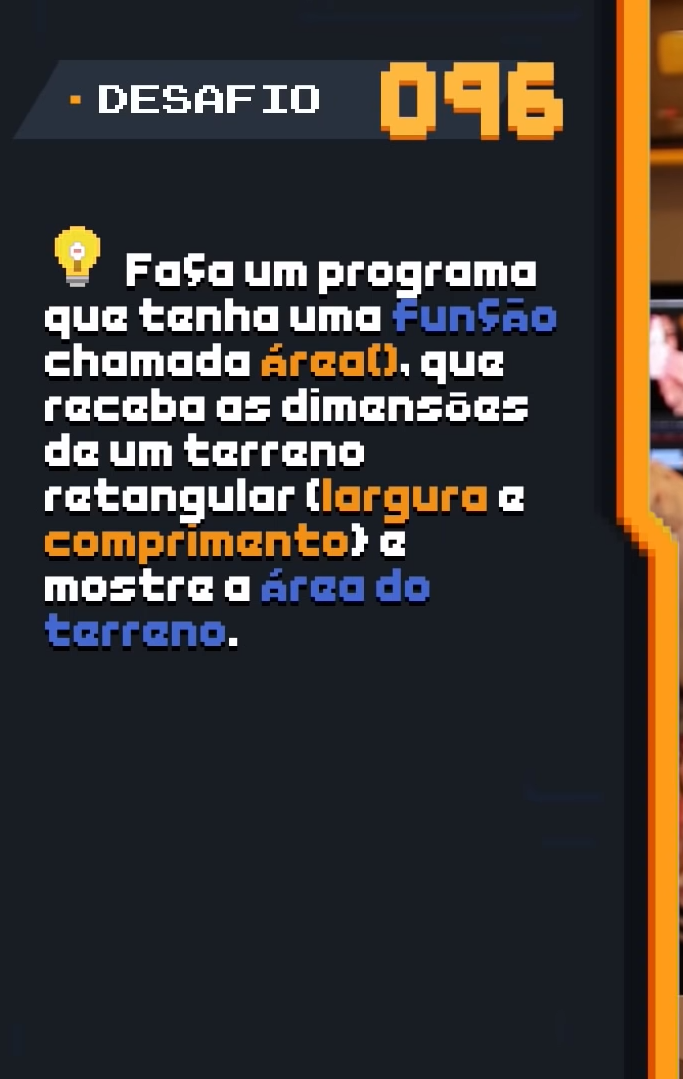 DESAFIO 096
Faça um programa
que tenha uma função
chamada área(), que
receba as dimensões
de um terreno
retangular (largura e
comprimento) e
mostre a área do
terreno.